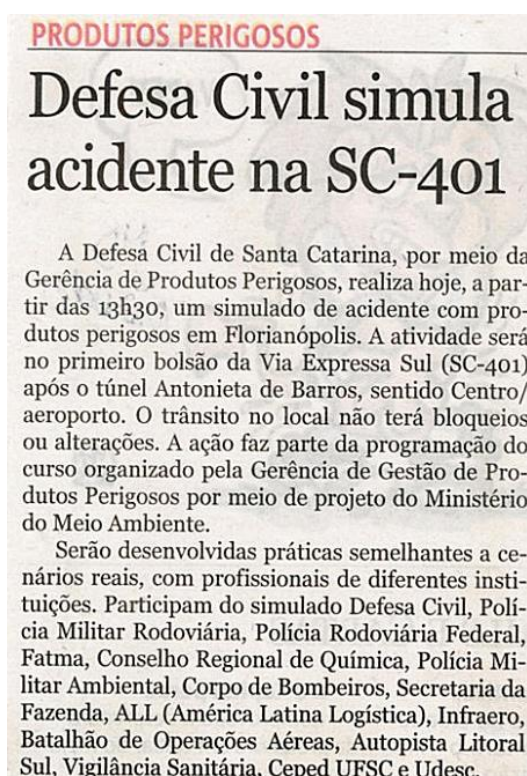 PRODUTOS PERIGOSOS
Defesa Civil simula
acidente na SC-401
A Defesa Civil de Santa Catarina, por meio da
Gerência de Produtos Perigosos, realiza hoje, a par-
tir das 13h30, um simulado de acidente com pro-
dutos perigosos em Florianópolis. A atividade será
no primeiro bolsão da Via Expressa Sul (SC-401)
após o túnel Antonieta de Barros, sentido Centro/
aeroporto. O trânsito no local não terá bloqueios
ou alterações. A ação faz parte da programação do
curso organizado pela Gerência de Gestão de Pro-
dutos Perigosos por meio de projeto do Ministério
do Meio Ambiente.
Serão desenvolvidas práticas semelhantes a ce-
nários reais, com profissionais de diferentes insti-
tuições. Participam do simulado Defesa Civil, Polí-
cia Militar Rodoviária, Polícia Rodoviária Federal,
Fatma, Conselho Regional de Química, Polícia Mi-
litar Ambiental, Corpo de Bombeiros, Secretaria da
Fazenda, ALL (América Latina Logística), Infraero,
Batalhão de Operações Aéreas, Autopista Litoral
Sul, Vigilância Sanitária, Ceped UFSC e Udesc.